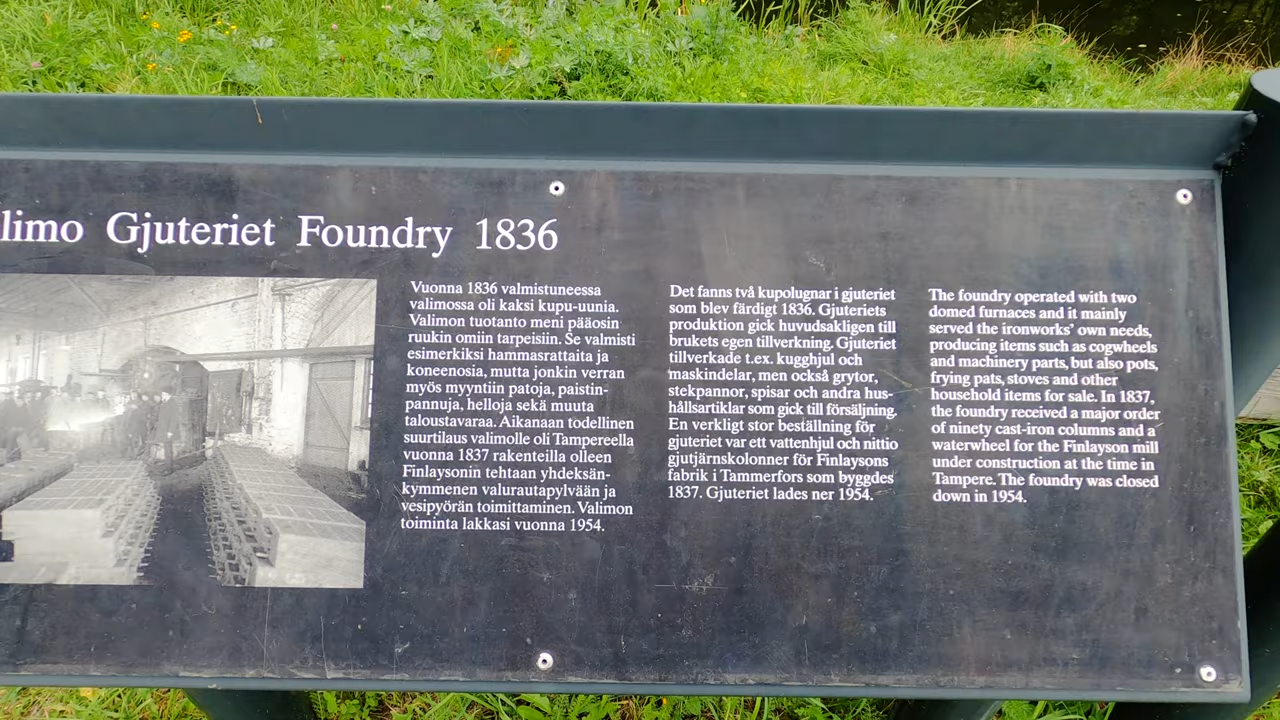 limo Gjuteriet Foundry 1836
Vuonna 1836 valmistuneessa
valimossa oli kaksi kupu-uunia.
Valimon tuotanto meni pääosin
ruukin omiin tarpeisiin. Se valmisti
esimerkiksi hammasrattaita ja
koneenosia, mutta jonkin verran
myös myyntiin patoja, paistin-
pannuja, helloja sekä muuta
taloustavaraa. Aikanaan todellinen
suurtilaus valimolle oli Tampereella
vuonna 1837 rakenteilla olleen
Finlaysonin tehtaan yhdeksän-
kymmenen valurautapylvään ja
vesipyörän toimittaminen. Valimon
toiminta lakkasi vuonna 1954.
Det fanns två kupolugnar i gjuteriet
som blev färdigt 1836. Gjuteriets
produktion gick huvudsakligen till
brukets egen tillverkning. Gjuteriet
tillverkade t.ex. kugghjul och
maskindelar, men också grytor,
stekpannor, spisar och andra hus-
hållsartiklar som gick till försäljning.
En verkligt stor beställning för
gjuteriet var ett vattenhjul och nittio
gjutjärnskolonner för Finlaysons
fabrik i Tammerfors som byggdes
1837. Gjuteriet lades ner 1954.
The foundry operated with two
domed furnaces and it mainly
served the ironworks' own needs,
producing items such as cogwheels
and machinery parts, but also pots,
frying pats, stoves and other
household items for sale. In 1837,
the foundry received a major order
of ninety cast-iron columns and a
waterwheel for the Finlayson mill
under construction at the time in
Tampere. The foundry was closed
down in 1954.